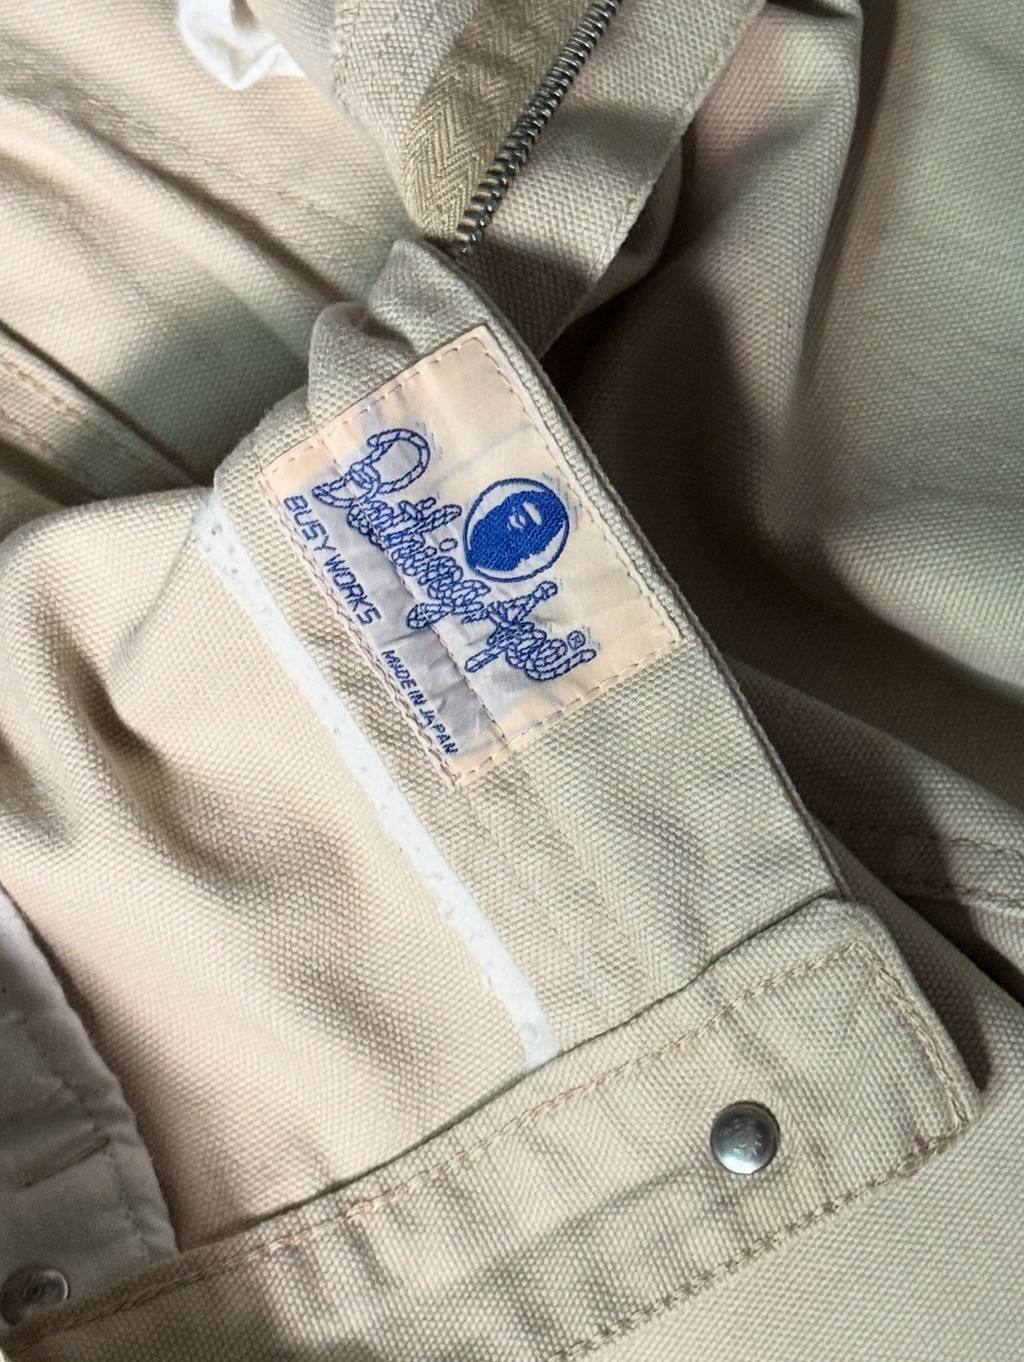 Bathing Ape®
BUSY WORKS
MADE IN JAPAN